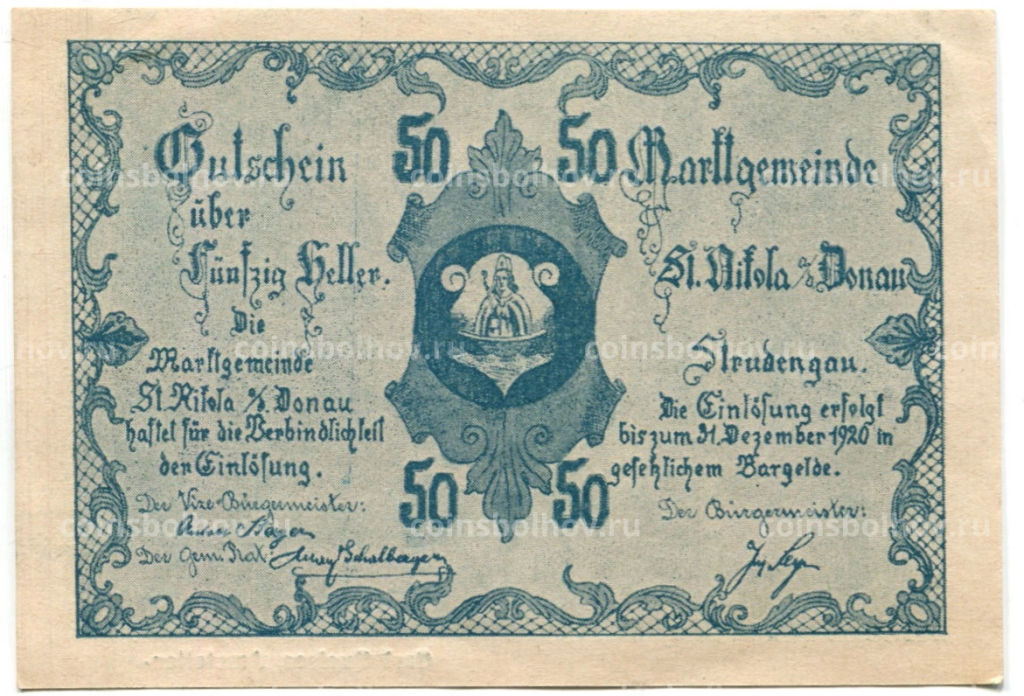 50 50
Gutschein
über
Fünfzig Heller.
Die
Marktgemeinde
St. Nikola a/d Donau
haftet für die Verbindlichkeit
der Einlösung.
Der Vize Bürgermeister:
Der Gem. Rat:
Marktgemeinde
St. Nikola a/d Donau
Strudengau.
Die Einlösung erfolgt
bis zum 31. Dezember 1920 in
gesetzlichem Bargelde.
Der Bürgermeister:
50 50
coinsbolhov.ru